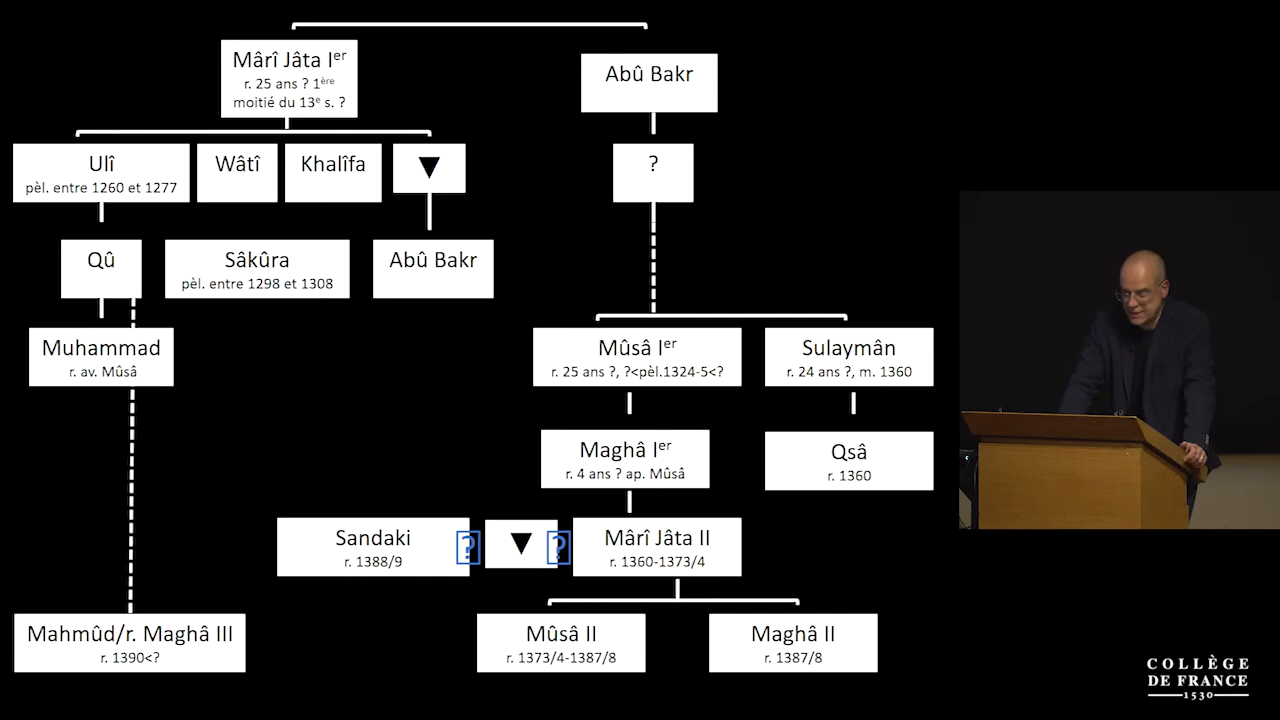 Mârî Jâta Iᵉʳ
r. 25 ans ? 1ᵉ̀ʳᵉ
moitié du 13ᵉ s. ?
Abû Bakr
Ulî
pèl. entre 1260 et 1277
Wâtî
Khalîfa
▼
?
Qû
Sâkûra
pèl. entre 1298 et 1308
Abû Bakr
Muhammad
r. av. Mûsâ
Mûsâ Iᵉʳ
r. 25 ans ?, ?<pèl.1324-5<?
Sulaymân
r. 24 ans ?, m. 1360
Maghâ Iᵉʳ
r. 4 ans ? ap. Mûsâ
Qsâ
r. 1360
Sandaki
r. 1388/9
?
▼
?
Mârî Jâta II
r. 1360-1373/4
Mahmûd/r. Maghâ III
r. 1390<?
Mûsâ II
r. 1373/4-1387/8
Maghâ II
r. 1387/8
COLLÈGE
DE FRANCE
1530